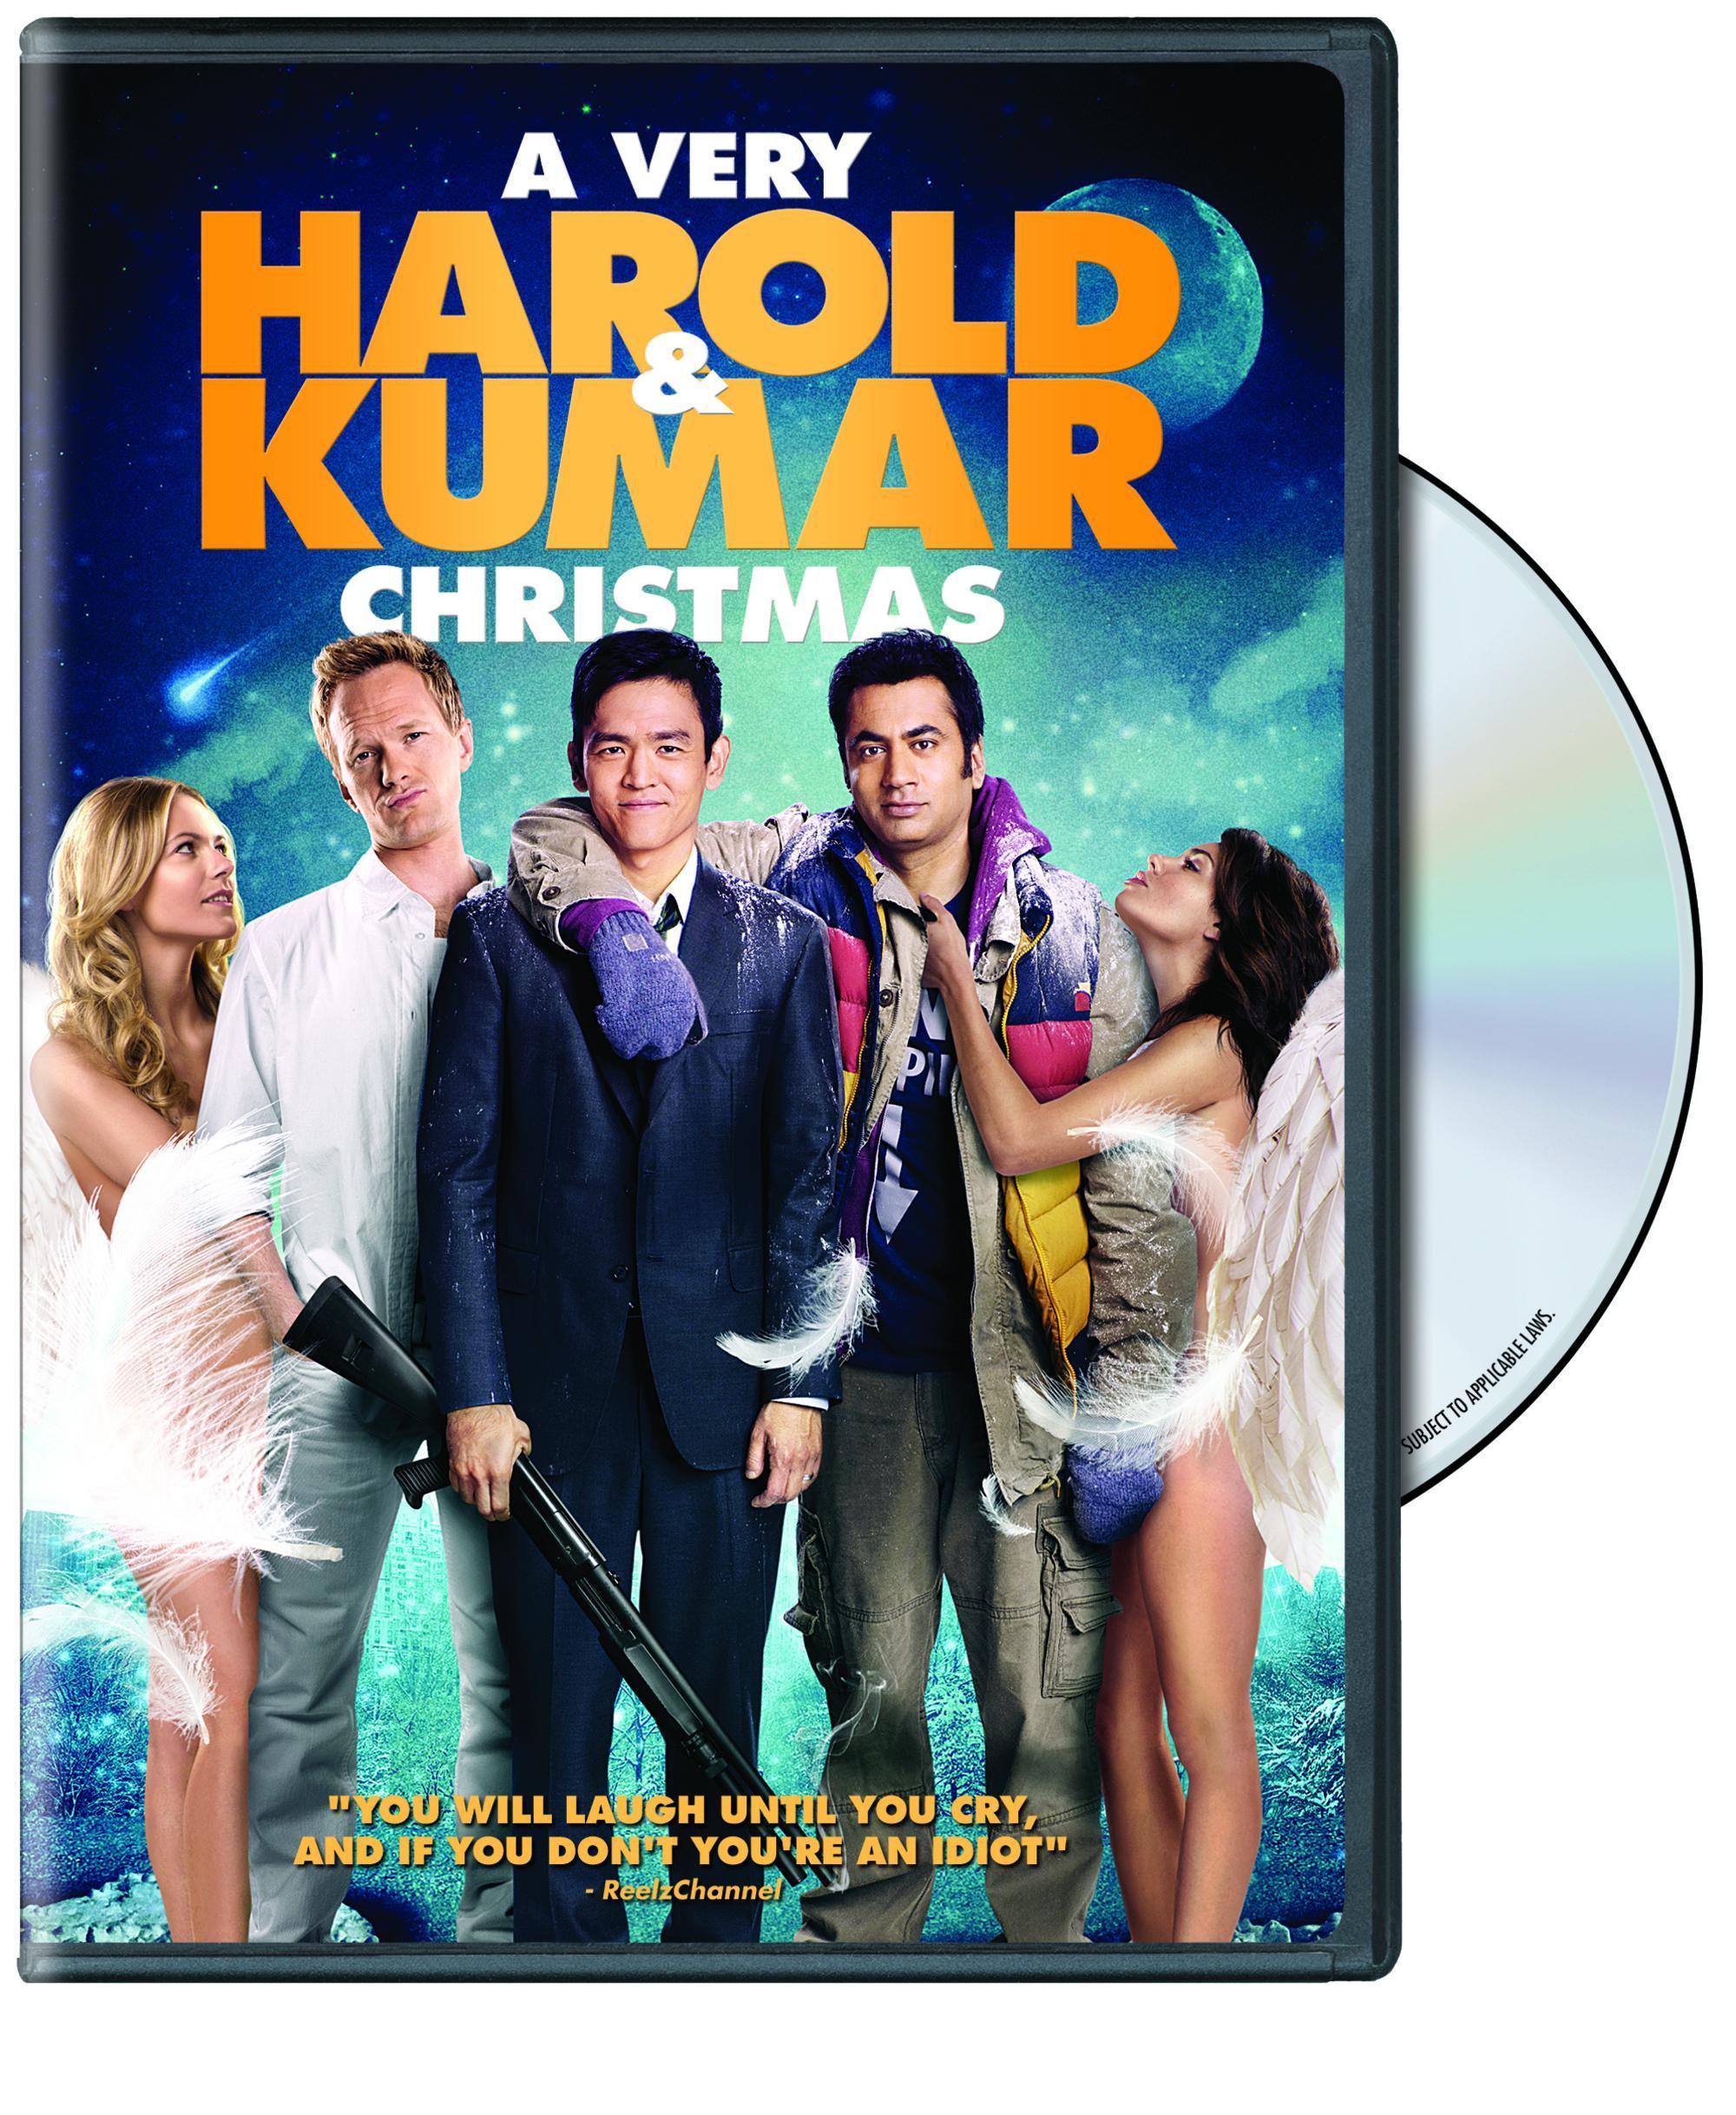 A VERY
HAROLD
&
KUMAR
CHRISTMAS
"YOU WILL LAUGH UNTIL YOU CRY,
AND IF YOU DON'T YOU'RE AN IDIOT"
- ReelzChannel
SUBJECT TO APPLICABLE LAWS.